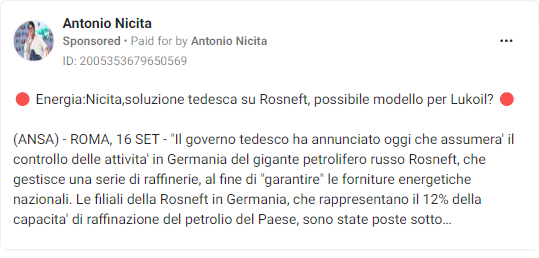 Antonio Nicita
Sponsored • Paid for by Antonio Nicita
ID: 2005353679650569
🔴 Energia:Nicita,soluzione tedesca su Rosneft, possibile modello per Lukoil? 🔴
(ANSA) - ROMA, 16 SET - "Il governo tedesco ha annunciato oggi che assumera' il
controllo delle attivita' in Germania del gigante petrolifero russo Rosneft, che
gestisce una serie di raffinerie, al fine di "garantire" le forniture energetiche
nazionali. Le filiali della Rosneft in Germania, che rappresentano il 12% della
capacita' di raffinazione del petrolio del Paese, sono state poste sotto...